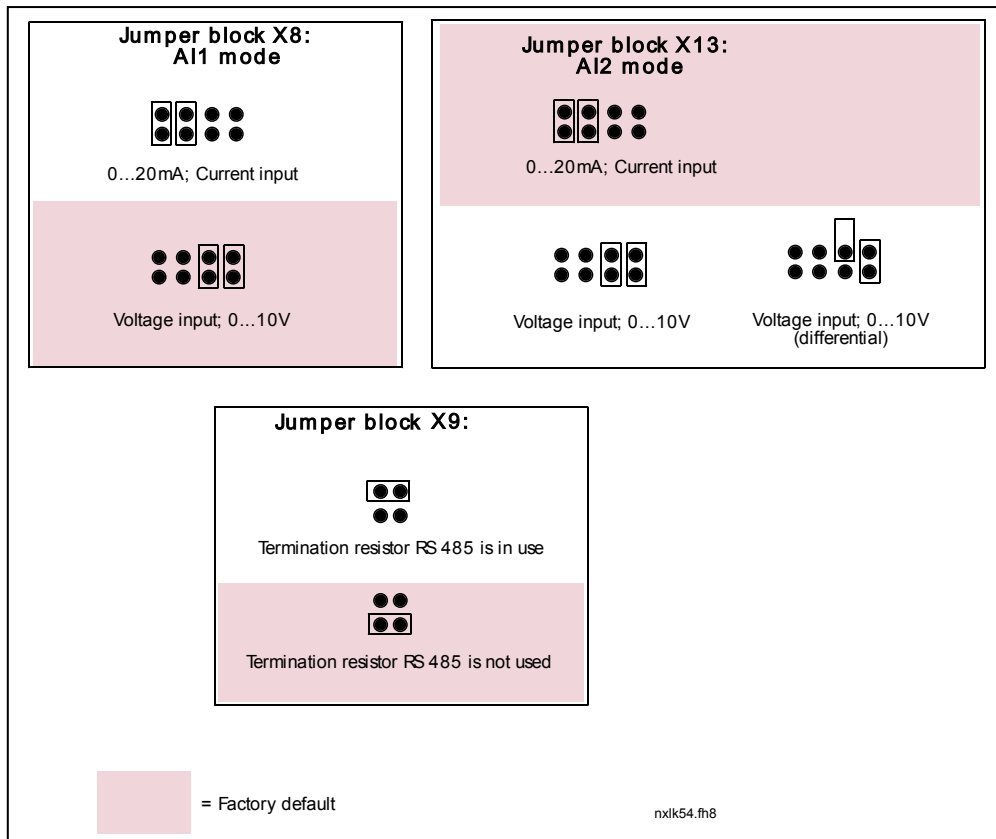 Jumper block X8:
AI1 mode
0...20mA; Current input
Voltage input; 0...10V
Jumper block X13:
AI2 mode
0...20mA; Current input
Voltage input; 0...10V
Voltage input; 0...10V
(differential)
Jumper block X9:
Termination resistor RS 485 is in use
Termination resistor RS 485 is not used
= Factory default
nxlk54.fh8